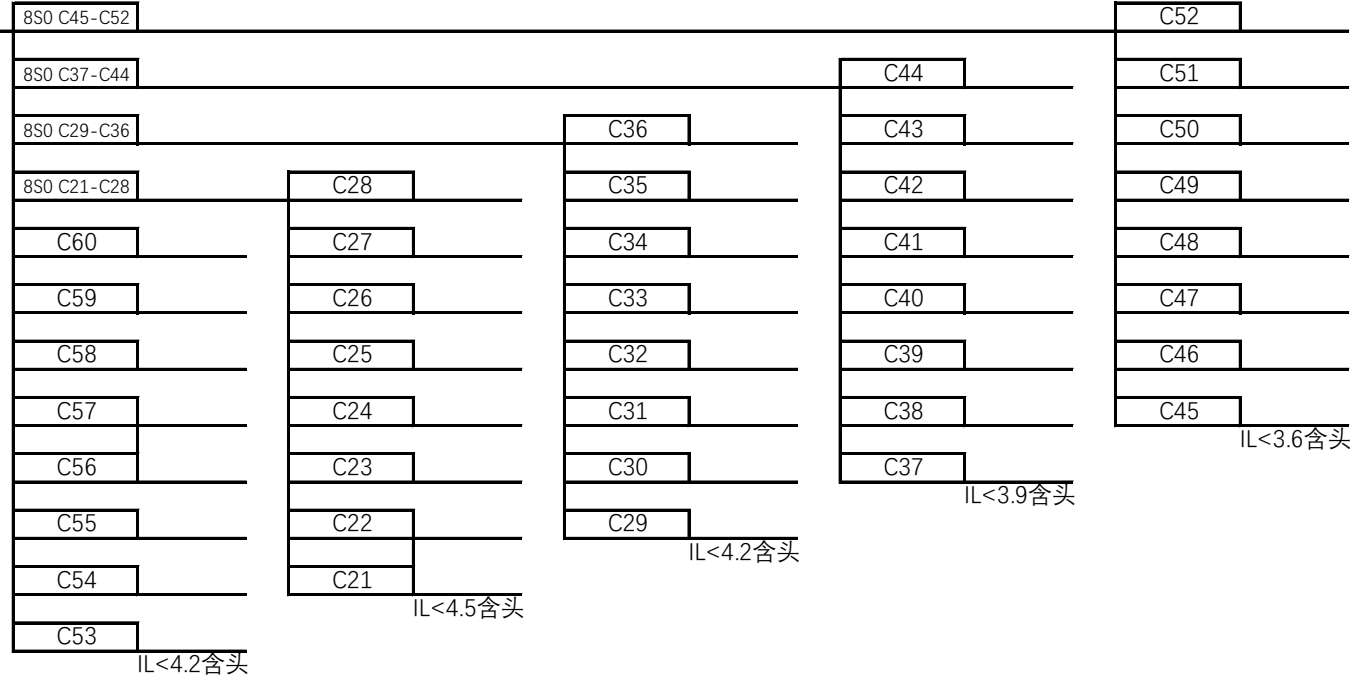 8S0 C45-C52
C52
8S0 C37-C44
C44
C51
8S0 C29-C36
C36
C43
C50
8S0 C21-C28
C28
C35
C42
C49
C60
C27
C34
C41
C48
C59
C26
C33
C40
C47
C58
C25
C32
C39
C46
C57
C24
C31
C38
C45
IL<3.6含头
C56
C23
C30
C37
IL<3.9含头
C55
C22
C29
IL<4.2含头
C54
C21
IL<4.5含头
C53
IL<4.2含头